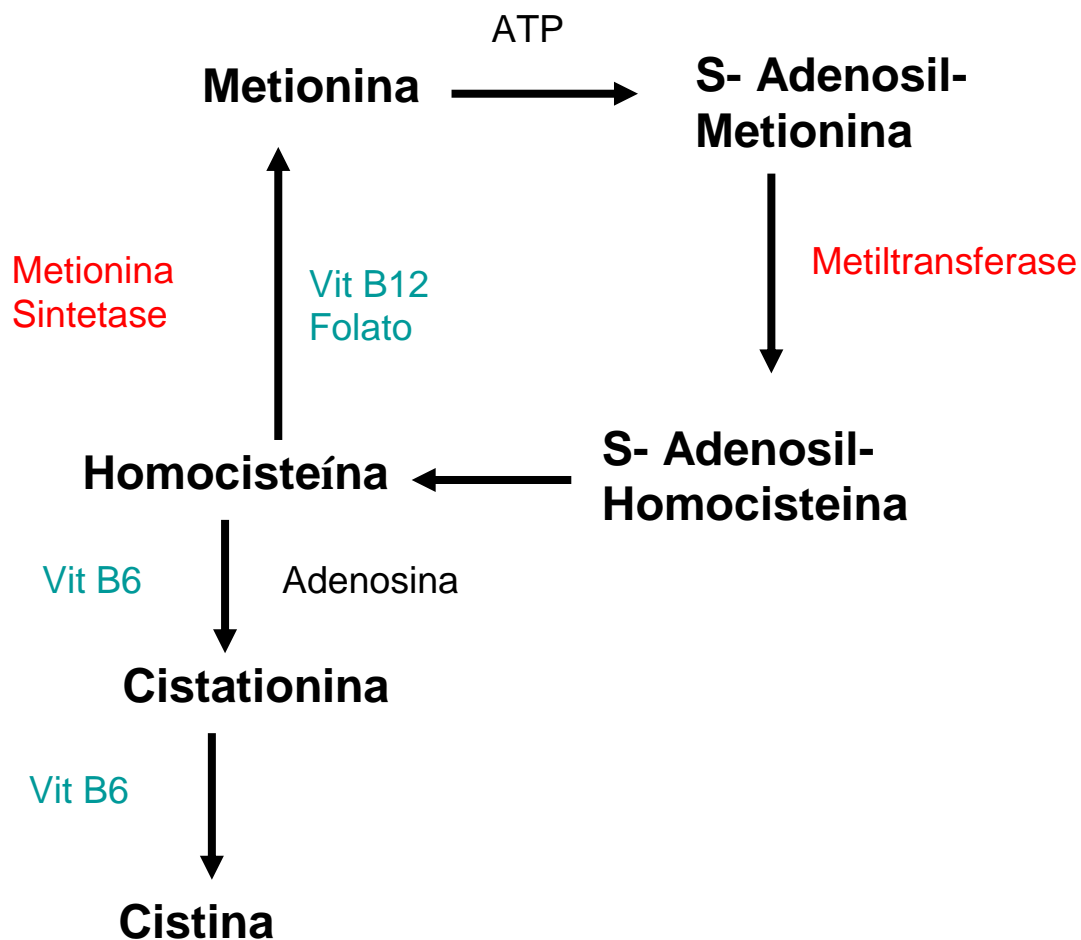 ATP
Metionina
S- Adenosil-
Metionina
Metionina
Sintetase
Vit B12
Folato
Metiltransferase
Homocisteína
S- Adenosil-
Homocisteina
Vit B6
Adenosina
Cistationina
Vit B6
Cistina